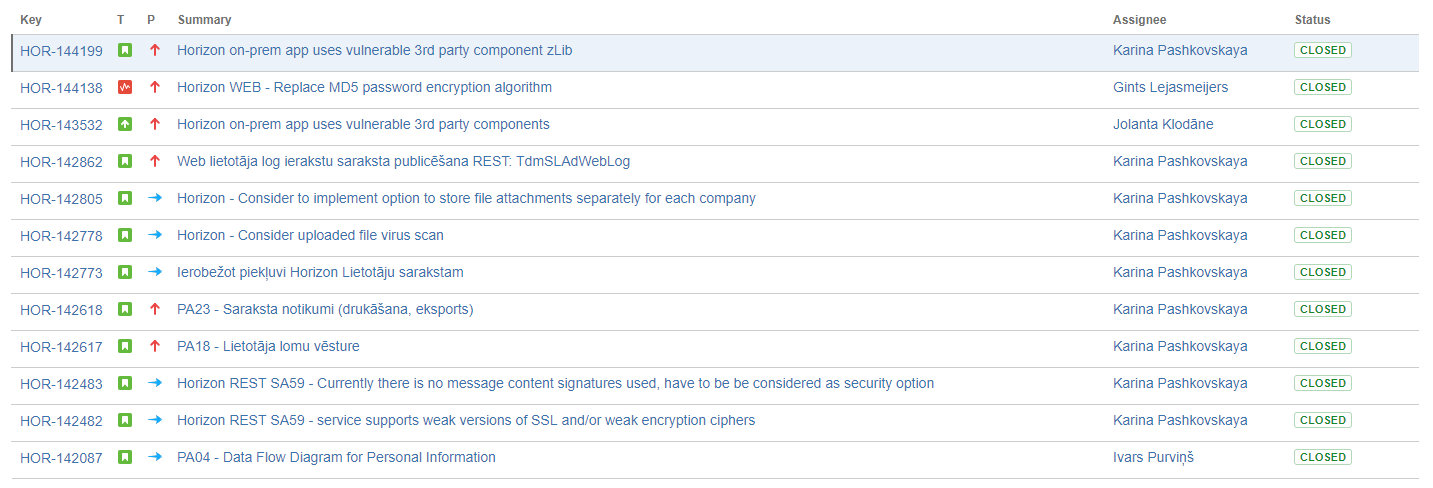 Key T P Summary Assignee Status
HOR-144199 Horizon on-prem app uses vulnerable 3rd party component zLib Karina Pashkovskaya CLOSED
HOR-144138 Horizon WEB - Replace MD5 password encryption algorithm Gints Lejasmeijers CLOSED
HOR-143532 Horizon on-prem app uses vulnerable 3rd party components Jolanta Klodāne CLOSED
HOR-142862 Web lietotāja log ierakstu saraksta publicēšana REST: TdmSLAdWebLog Karina Pashkovskaya CLOSED
HOR-142805 Horizon - Consider to implement option to store file attachments separately for each company Karina Pashkovskaya CLOSED
HOR-142778 Horizon - Consider uploaded file virus scan Karina Pashkovskaya CLOSED
HOR-142773 Ierobežot piekļuvi Horizon Lietotāju sarakstam Karina Pashkovskaya CLOSED
HOR-142618 PA23 - Saraksta notikumi (drukāšana, eksports) Karina Pashkovskaya CLOSED
HOR-142617 PA18 - Lietotāja lomu vēsture Karina Pashkovskaya CLOSED
HOR-142483 Horizon REST SA59 - Currently there is no message content signatures used, have to be be considered as security option Karina Pashkovskaya CLOSED
HOR-142482 Horizon REST SA59 - service supports weak versions of SSL and/or weak encryption ciphers Karina Pashkovskaya CLOSED
HOR-142087 PA04 - Data Flow Diagram for Personal Information Ivars Purviņš CLOSED